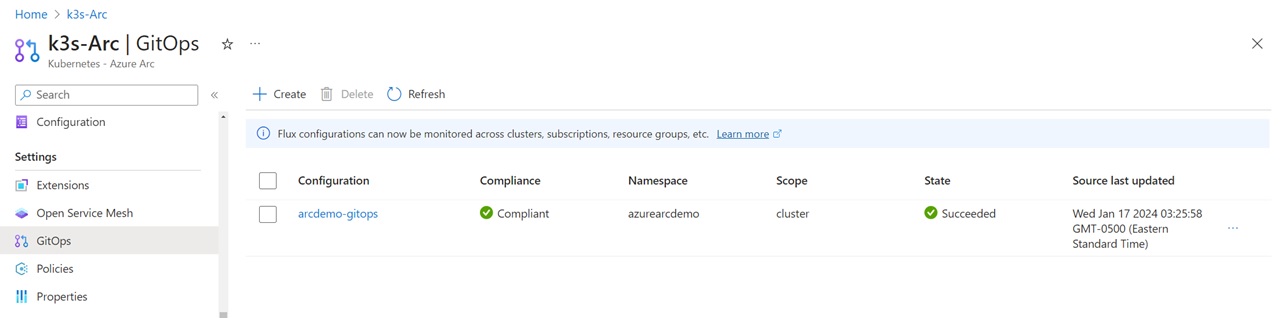 Home > k3s-Arc
k3s-Arc | GitOps
Kubernetes - Azure Arc
Search
Configuration
Settings
Extensions
Open Service Mesh
GitOps
Policies
Properties
Create Delete Refresh
Flux configurations can now be monitored across clusters, subscriptions, resource groups, etc. Learn more
Configuration Compliance Namespace Scope State Source last updated
arcdemo-gitops Compliant azurearcdemo cluster Succeeded Wed Jan 17 2024 03:25:58
GMT-0500 (Eastern
Standard Time)